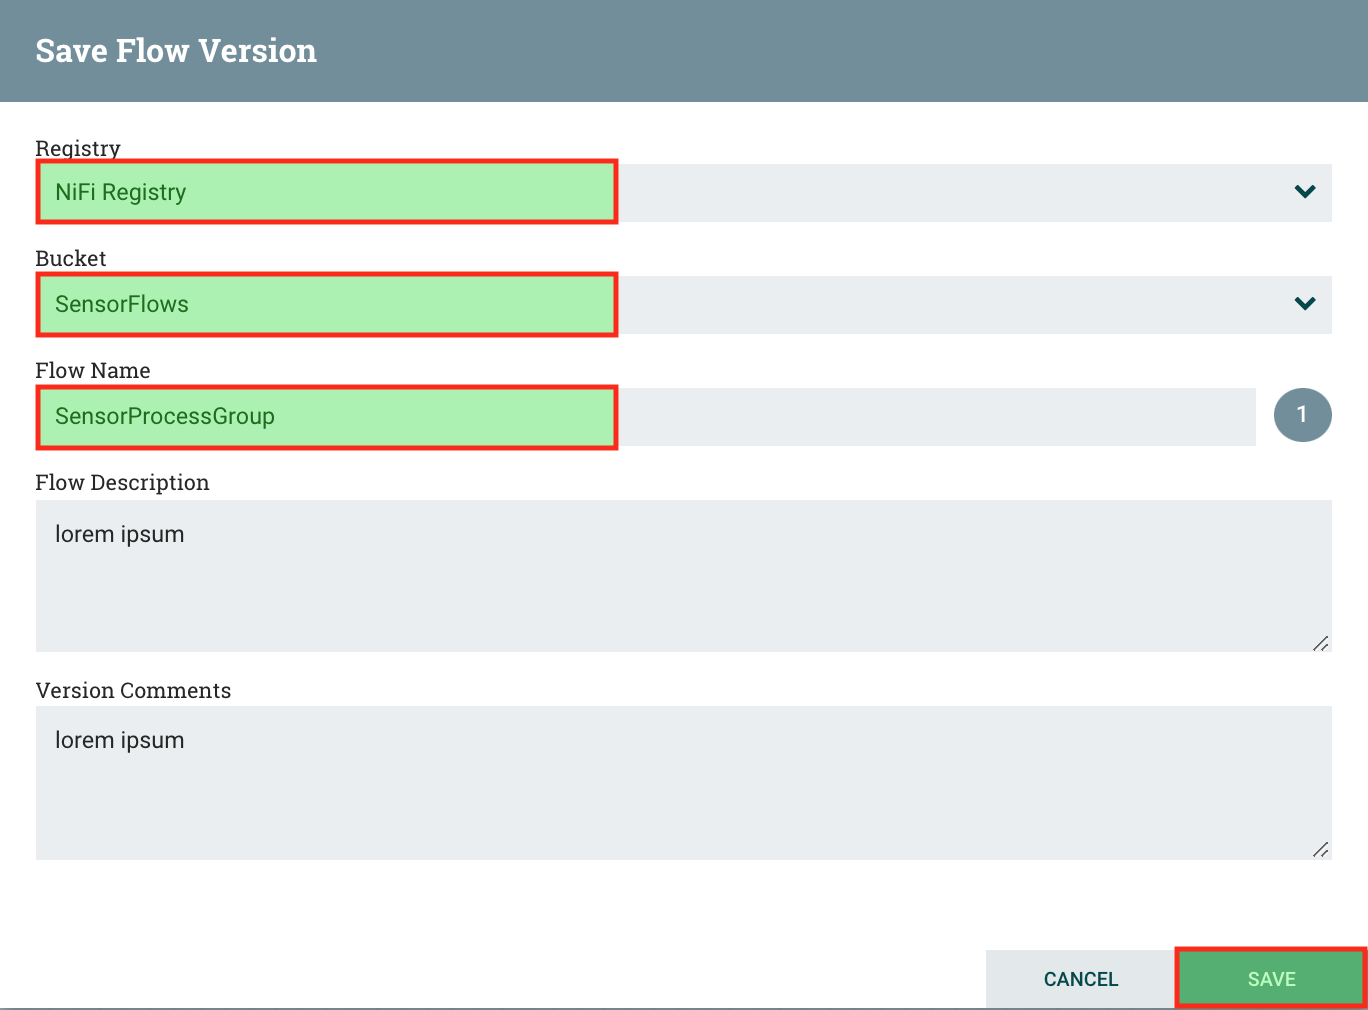 Save Flow Version
Registry
NiFi Registry
Bucket
SensorFlows
Flow Name
SensorProcessGroup
1
Flow Description
lorem ipsum
Version Comments
lorem ipsum
CANCEL
SAVE